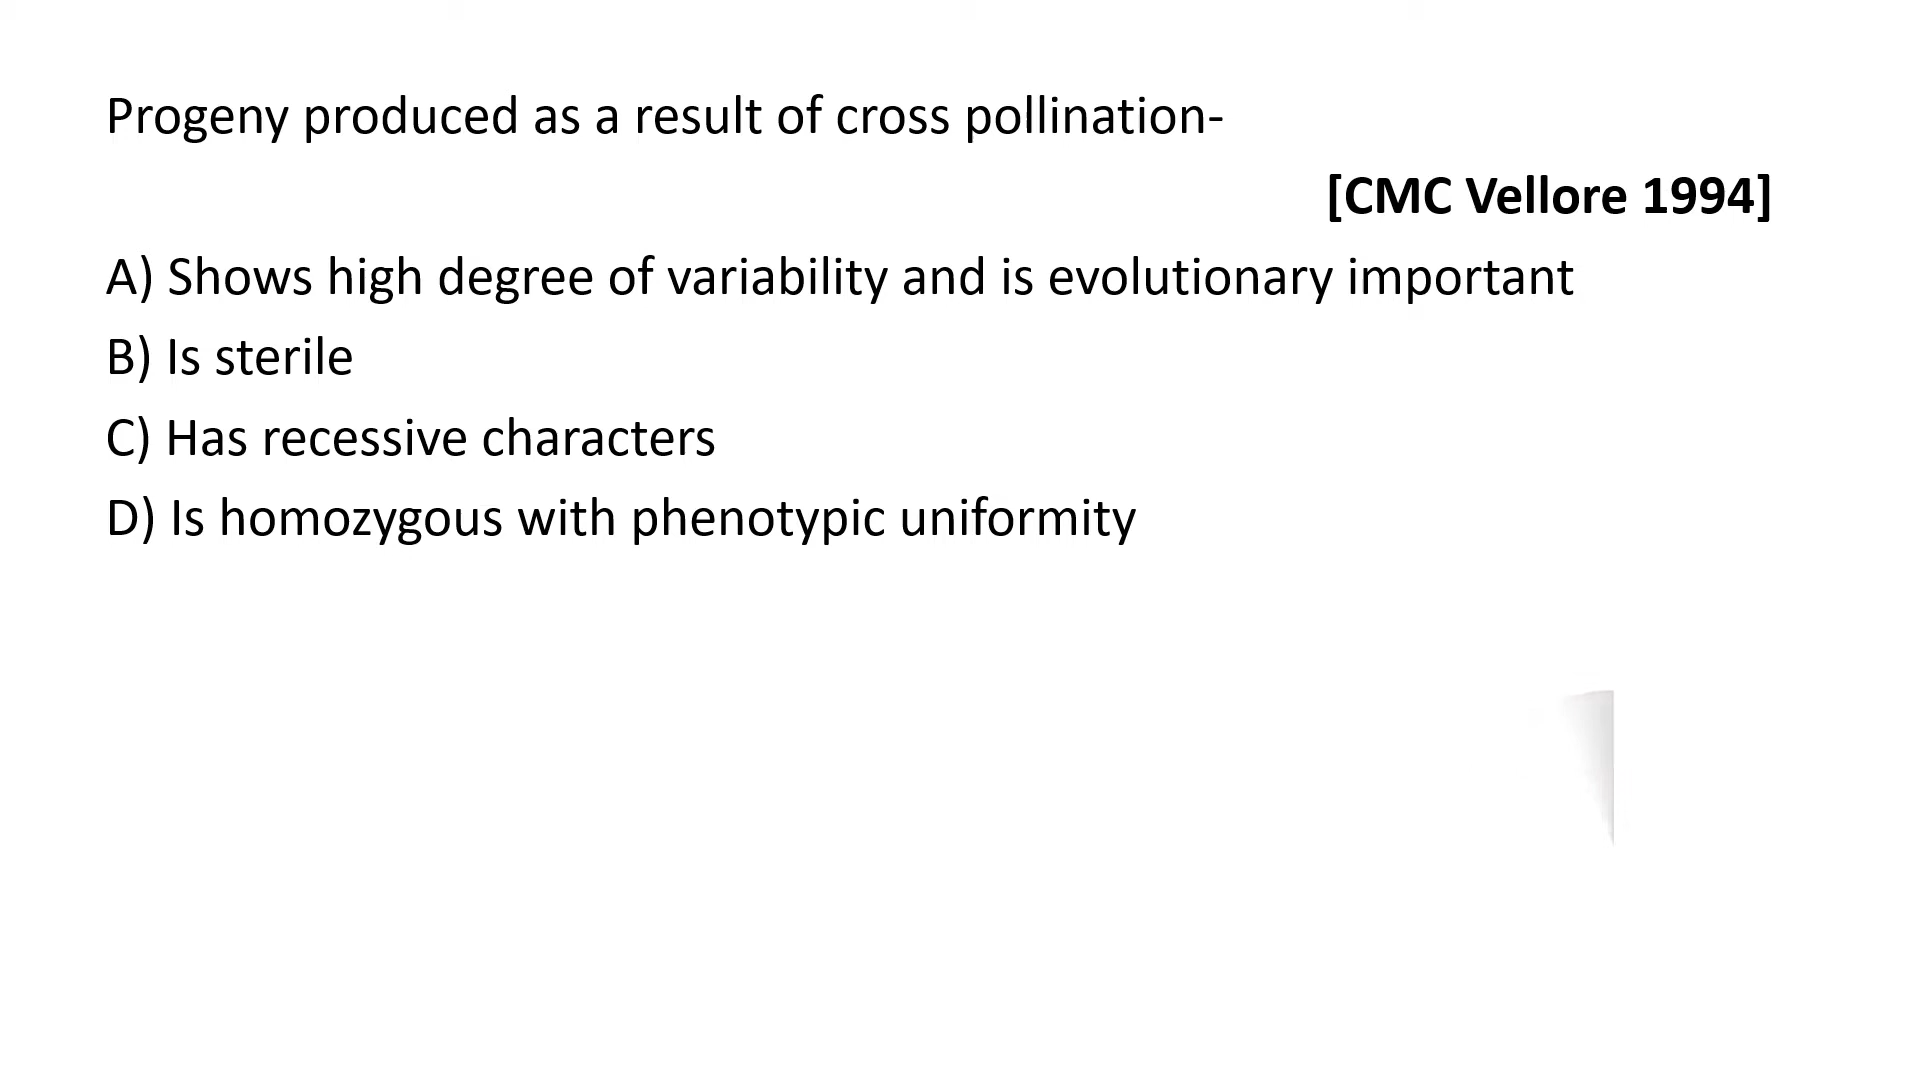 Progeny produced as a result of cross pollination-
[CMC Vellore 1994]
A) Shows high degree of variability and is evolutionary important
B) Is sterile
C) Has recessive characters
D) Is homozygous with phenotypic uniformity